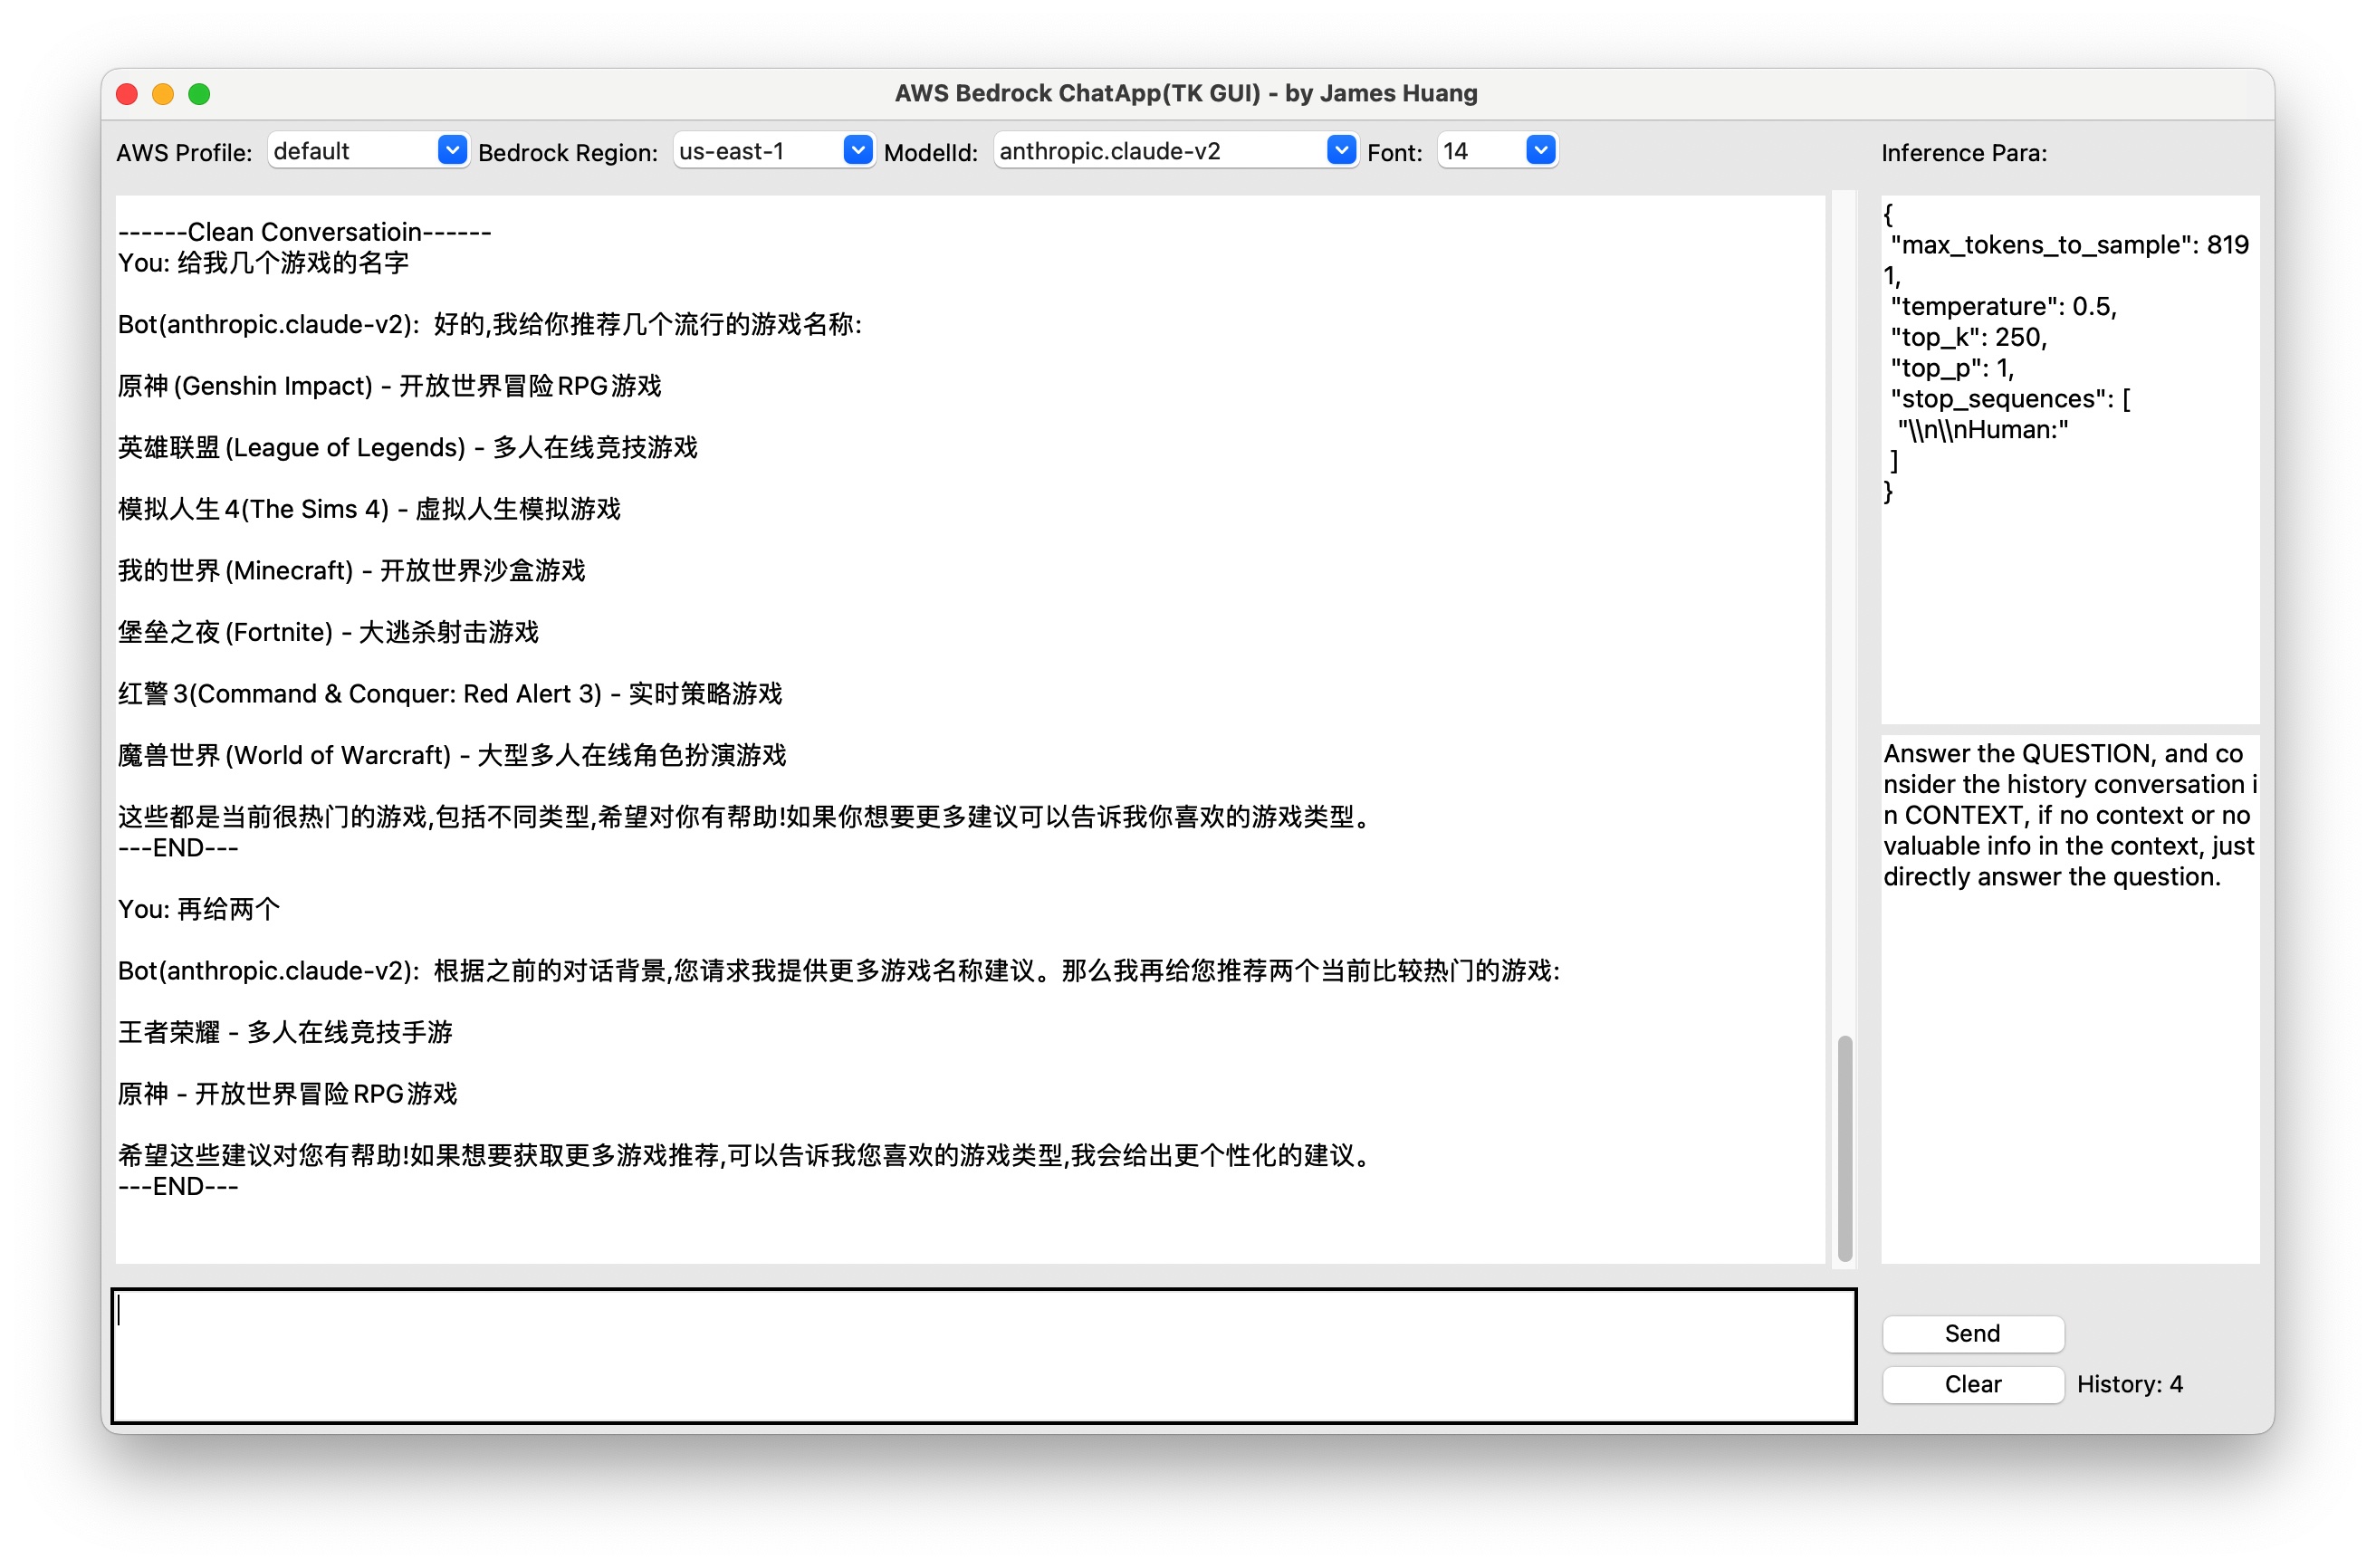 AWS Bedrock ChatApp(TK GUI) - by James Huang
AWS Profile: default Bedrock Region: us-east-1 ModelId: anthropic.claude-v2 Font: 14 Inference Para:
------Clean Conversatioin------
You: 给我几个游戏的名字
Bot(anthropic.claude-v2): 好的,我给你推荐几个流行的游戏名称:
原神(Genshin Impact) - 开放世界冒险RPG游戏
英雄联盟(League of Legends) - 多人在线竞技游戏
模拟人生4(The Sims 4) - 虚拟人生模拟游戏
我的世界(Minecraft) - 开放世界沙盒游戏
堡垒之夜(Fortnite) - 大逃杀射击游戏
红警3(Command & Conquer: Red Alert 3) - 实时策略游戏
魔兽世界(World of Warcraft) - 大型多人在线角色扮演游戏
这些都是当前很热门的游戏,包括不同类型,希望对你有帮助!如果你想要更多建议可以告诉我你喜欢的游戏类型。
---END---
You: 再给两个
Bot(anthropic.claude-v2): 根据之前的对话背景,您请求我提供更多游戏名称建议。那么我再给您推荐两个当前比较热门的游戏:
王者荣耀 - 多人在线竞技手游
原神 - 开放世界冒险RPG游戏
希望这些建议对您有帮助!如果想要获取更多游戏推荐,可以告诉我您喜欢的游戏类型,我会给出更个性化的建议。
---END---
{
"max_tokens_to_sample": 819
1,
"temperature": 0.5,
"top_k": 250,
"top_p": 1,
"stop_sequences": [
"\\n\\nHuman:"
]
}
Answer the QUESTION, and co
nsider the history conversation i
n CONTEXT, if no context or no
valuable info in the context, just
directly answer the question.
Send
Clear History: 4